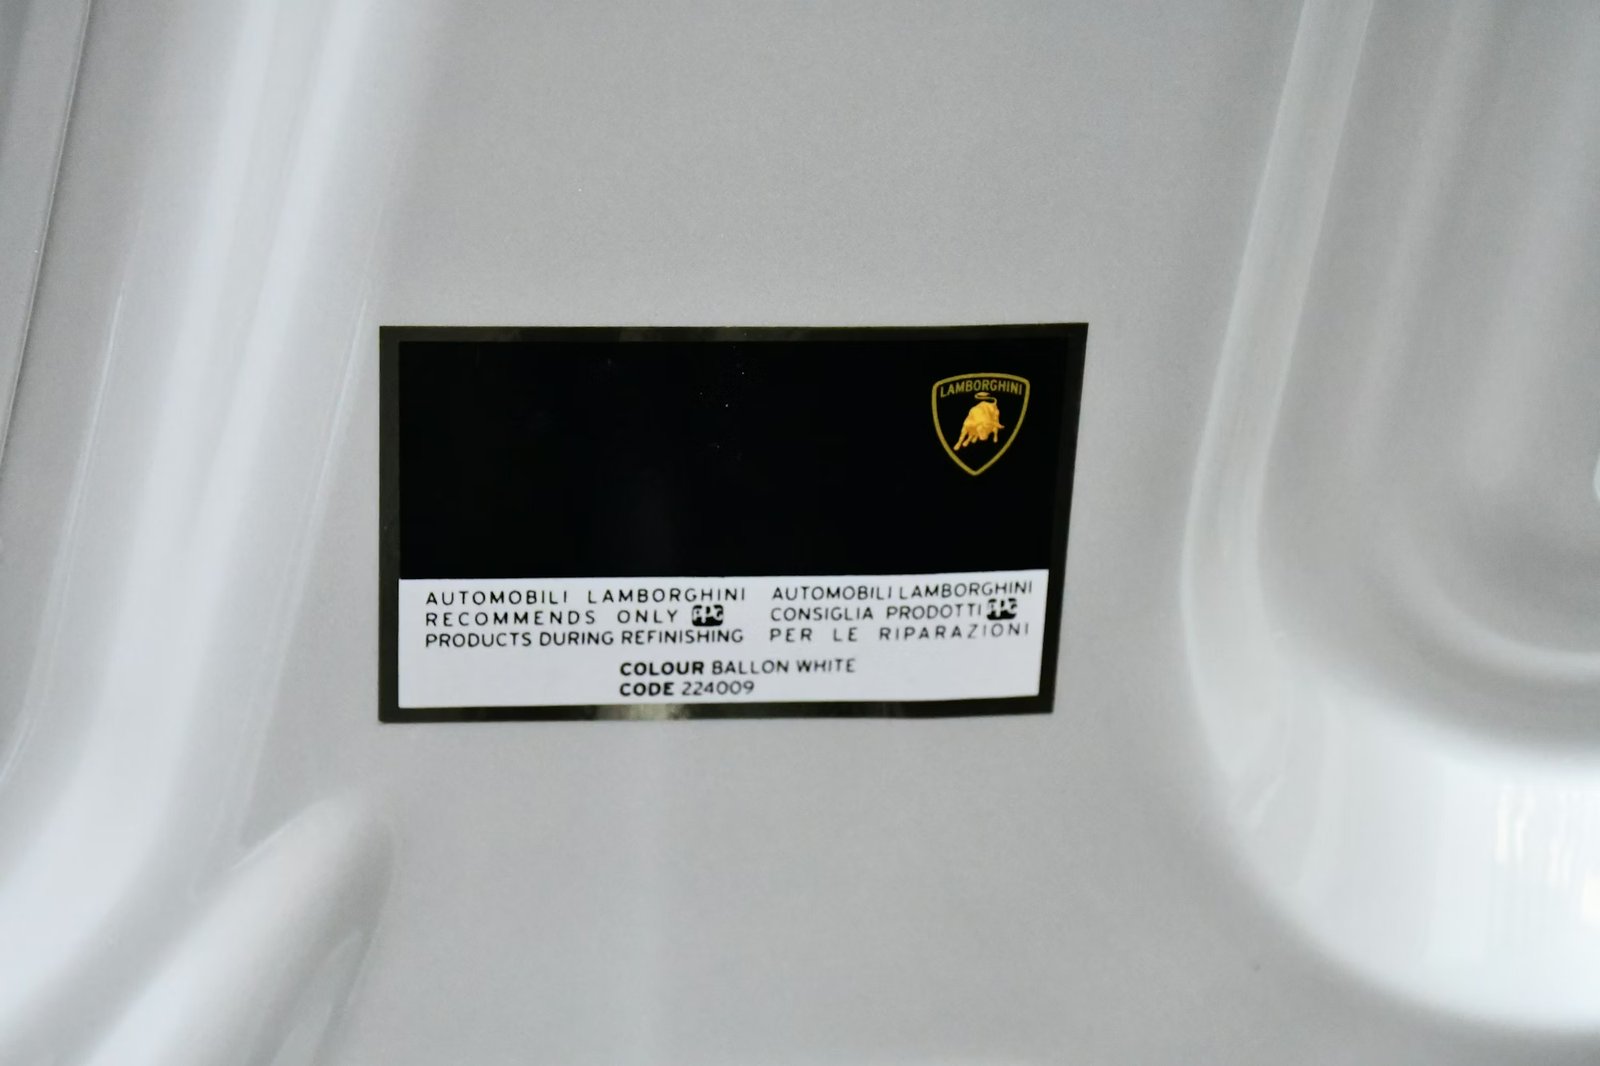 LAMBORGHINI
AUTOMOBILI LAMBORGHINI
RECOMMENDS ONLY PPG
PRODUCTS DURING REFINISHING
AUTOMOBILI LAMBORGHINI
CONSIGLIA PRODOTTI PPG
PER LE RIPARAZIONI
COLOUR BALLON WHITE
CODE 224009